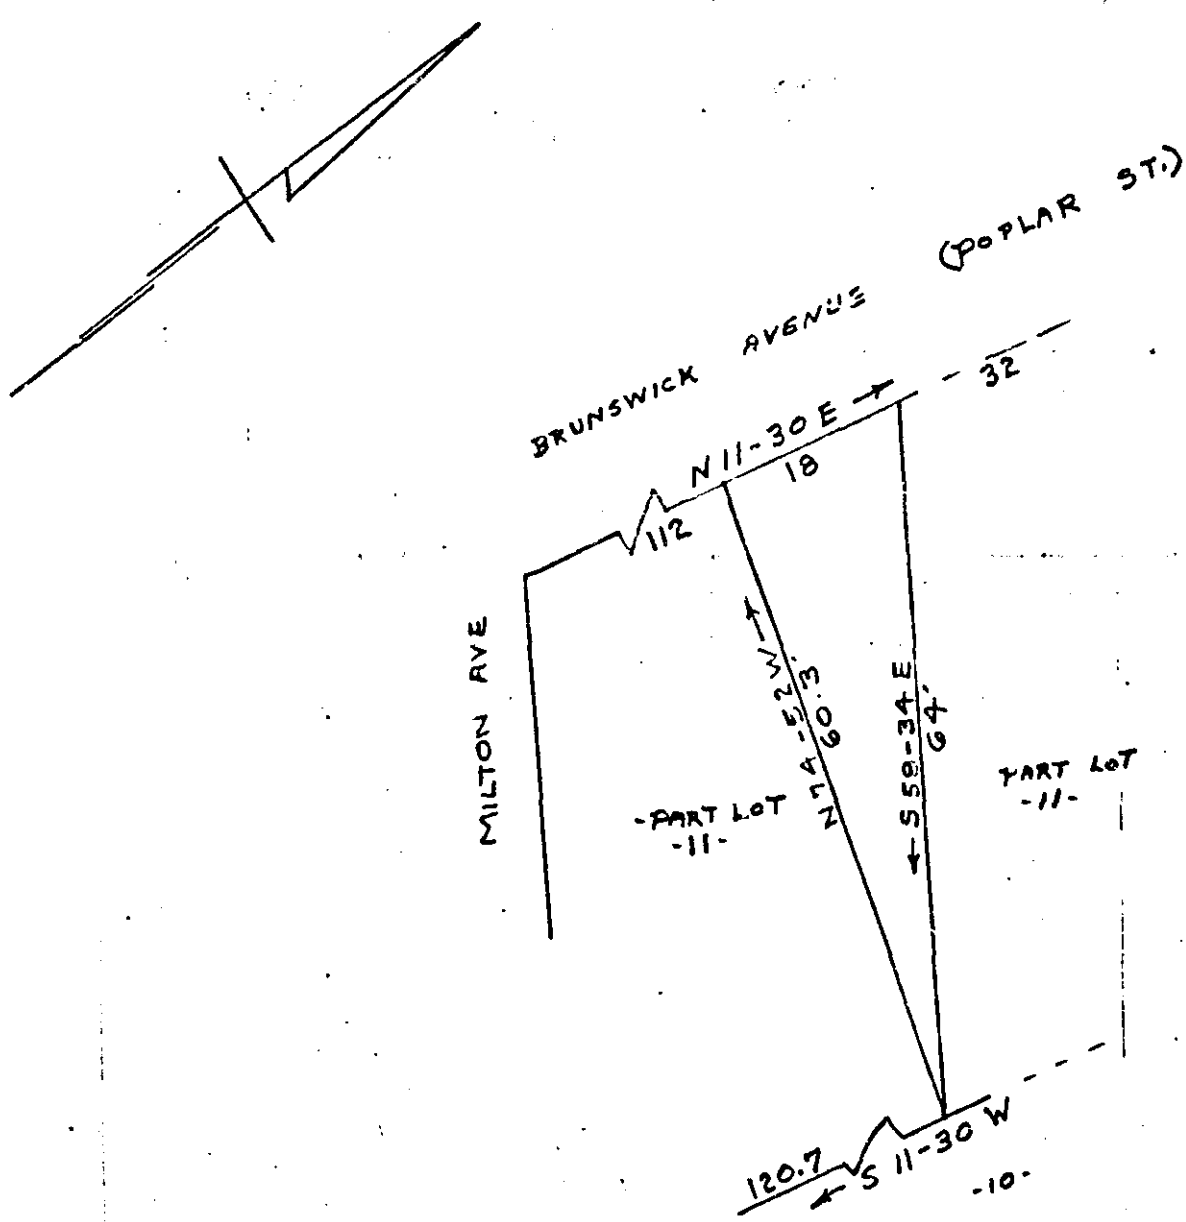 (POPLAR ST.)
BRUNSWICK AVENUE
32
N 11-30 E
18
112
MILTON AVE
N 74-52 W
60.3'
S 59-34 E
64'
-PART LOT
-11-
PART LOT
-11-
120.7
S 11-30 W
-10-